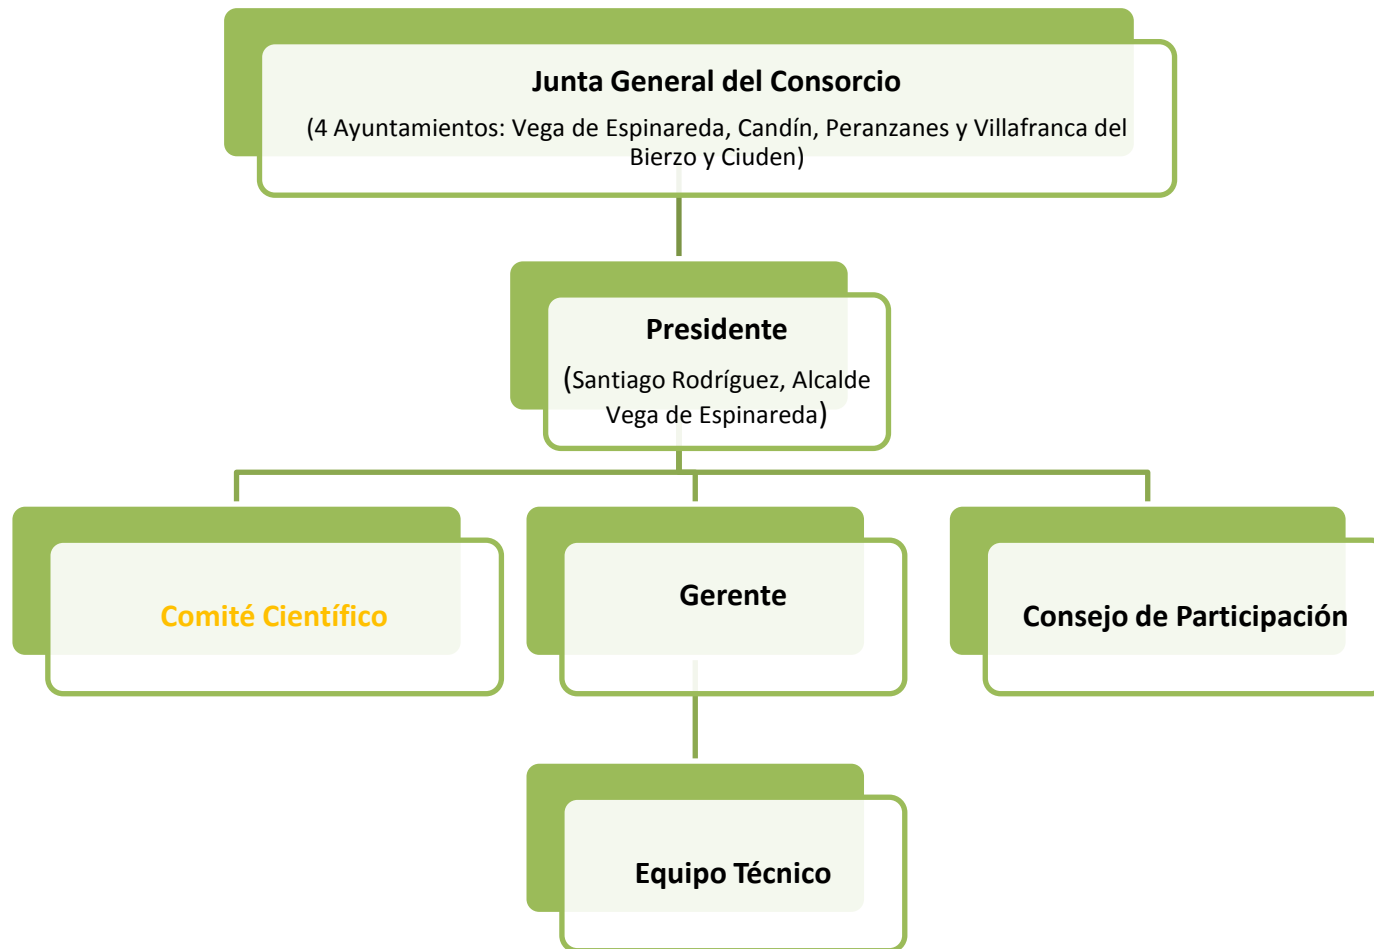 Junta General del Consorcio
(4 Ayuntamientos: Vega de Espinareda, Candín, Peranzanes y Villafranca del
Bierzo y Ciuden)
Presidente
(Santiago Rodríguez, Alcalde
Vega de Espinareda)
Comité Científico
Gerente
Consejo de Participación
Equipo Técnico